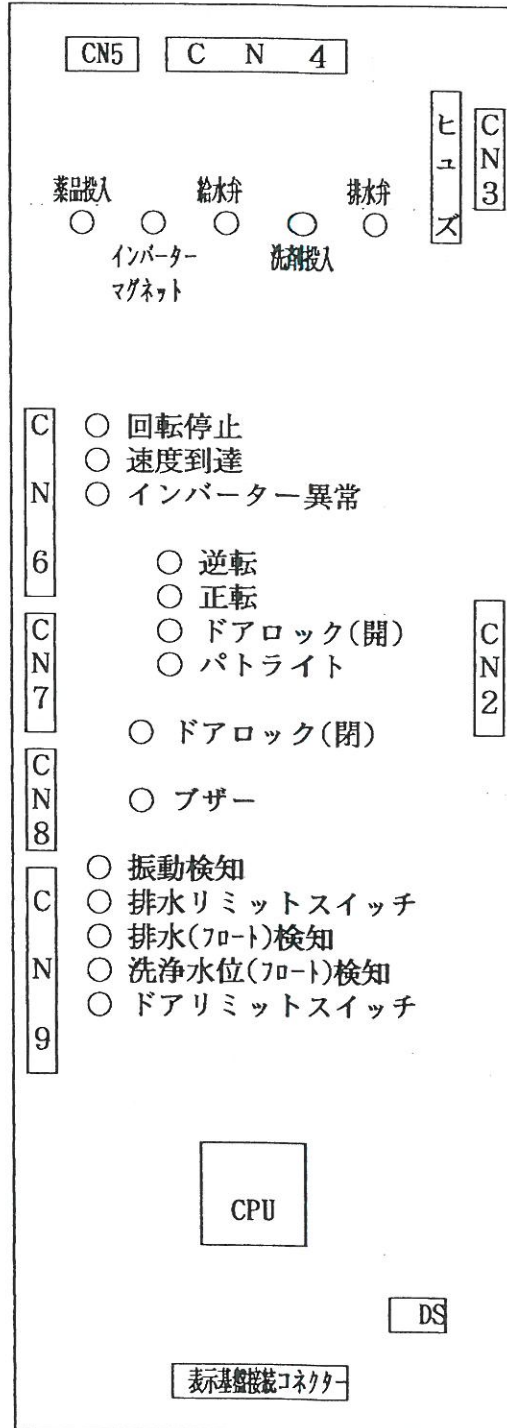 CN5
C N 4
ヒューズ
CN3
薬品投入
給水弁
排水弁
インバーター
マグネット
洗剤投入
C N 6
○ 回転停止
○ 速度到達
○ インバーター異常
○ 逆転
○ 正転
○ ドアロック(開)
○ パトライト
CN7
CN2
○ ドアロック(閉)
CN8
○ ブザー
○ 振動検知
C N 9
○ 排水リミットスイッチ
○ 排水(フロート)検知
○ 洗浄水位(フロート)検知
○ ドアリミットスイッチ
CPU
DS
表示基盤接続コネクター